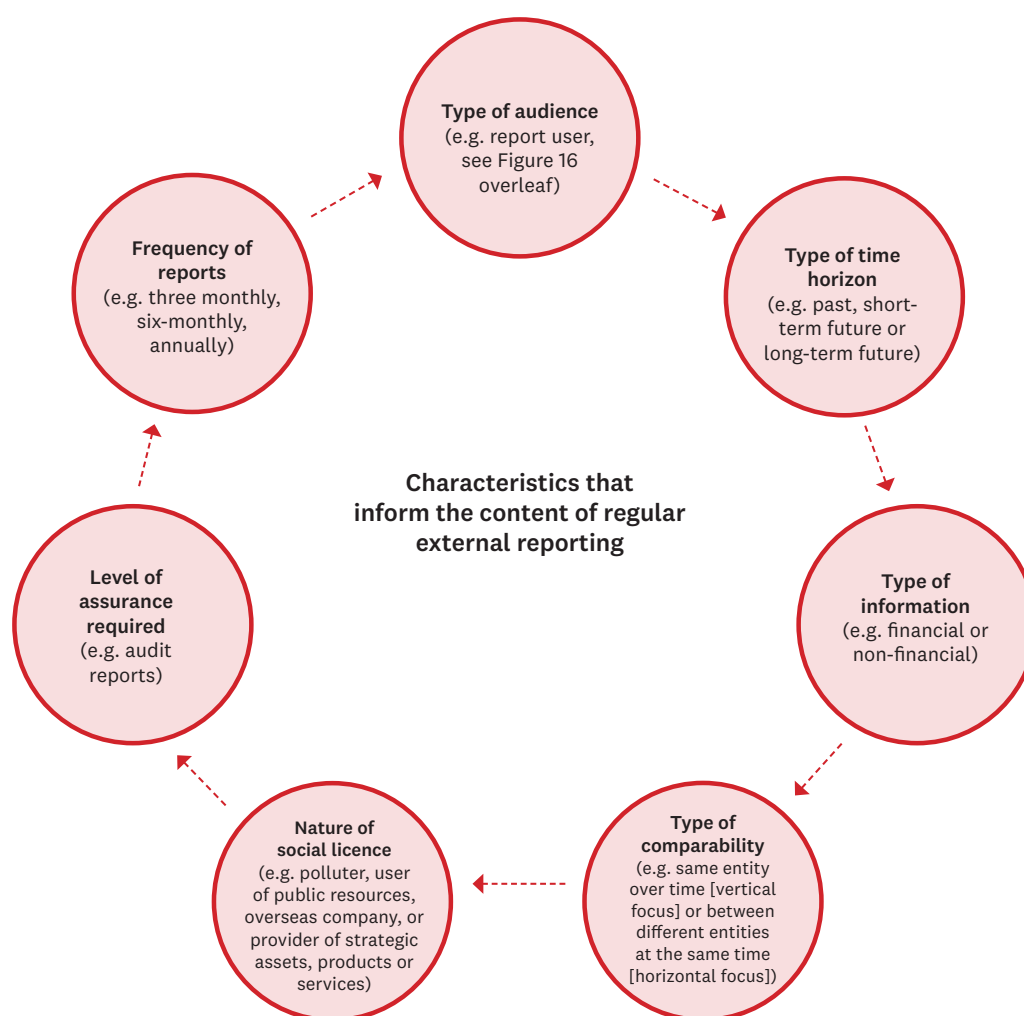 Type of audience
(e.g. report user,
see Figure 16
overleaf)
Type of time
horizon
(e.g. past, short-
term future or
long-term future)
Type of
information
(e.g. financial or
non-financial)
Type of
comparability
(e.g. same entity
over time [vertical
focus] or between
different entities
at the same time
[horizontal focus])
Nature of
social licence
(e.g. polluter, user
of public resources,
overseas company, or
provider of strategic
assets, products or
services)
Level of
assurance
required
(e.g. audit
reports)
Frequency of
reports
(e.g. three monthly,
six-monthly,
annually)
Characteristics that
inform the content of regular
external reporting